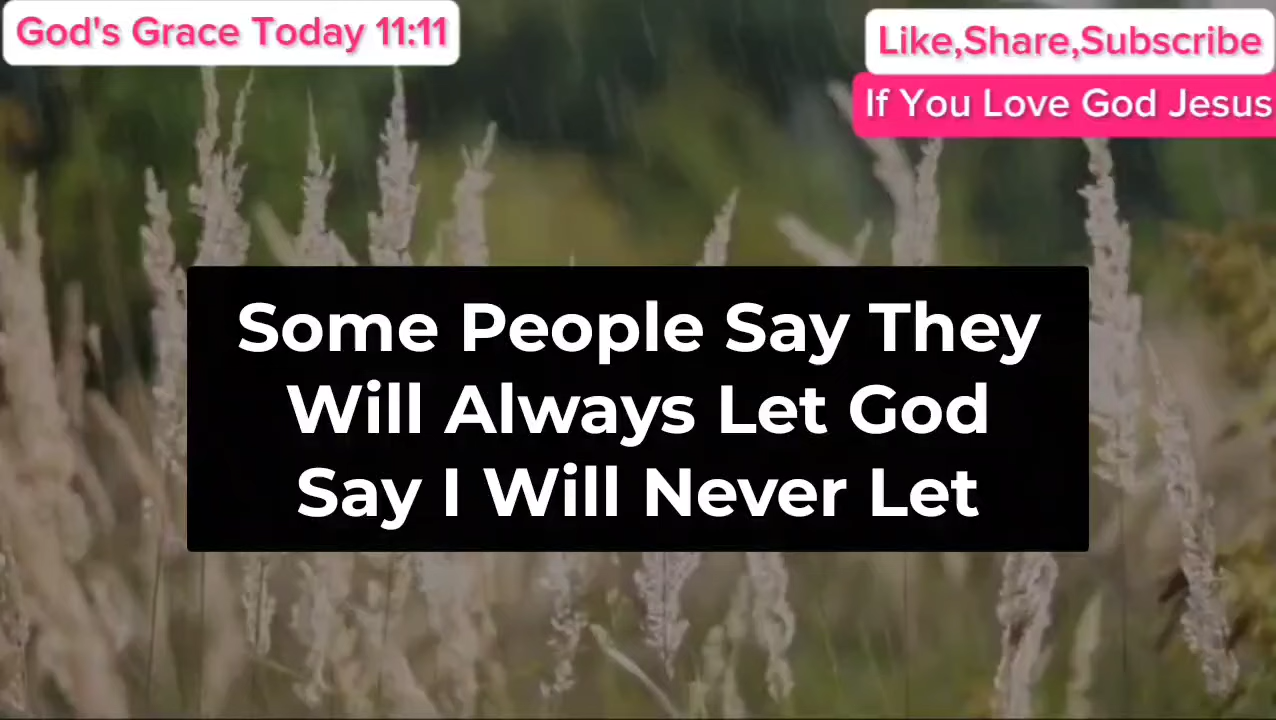 God's Grace Today 11:11
Like,Share,Subscribe
If You Love God Jesus
Some People Say They
Will Always Let God
Say I Will Never Let